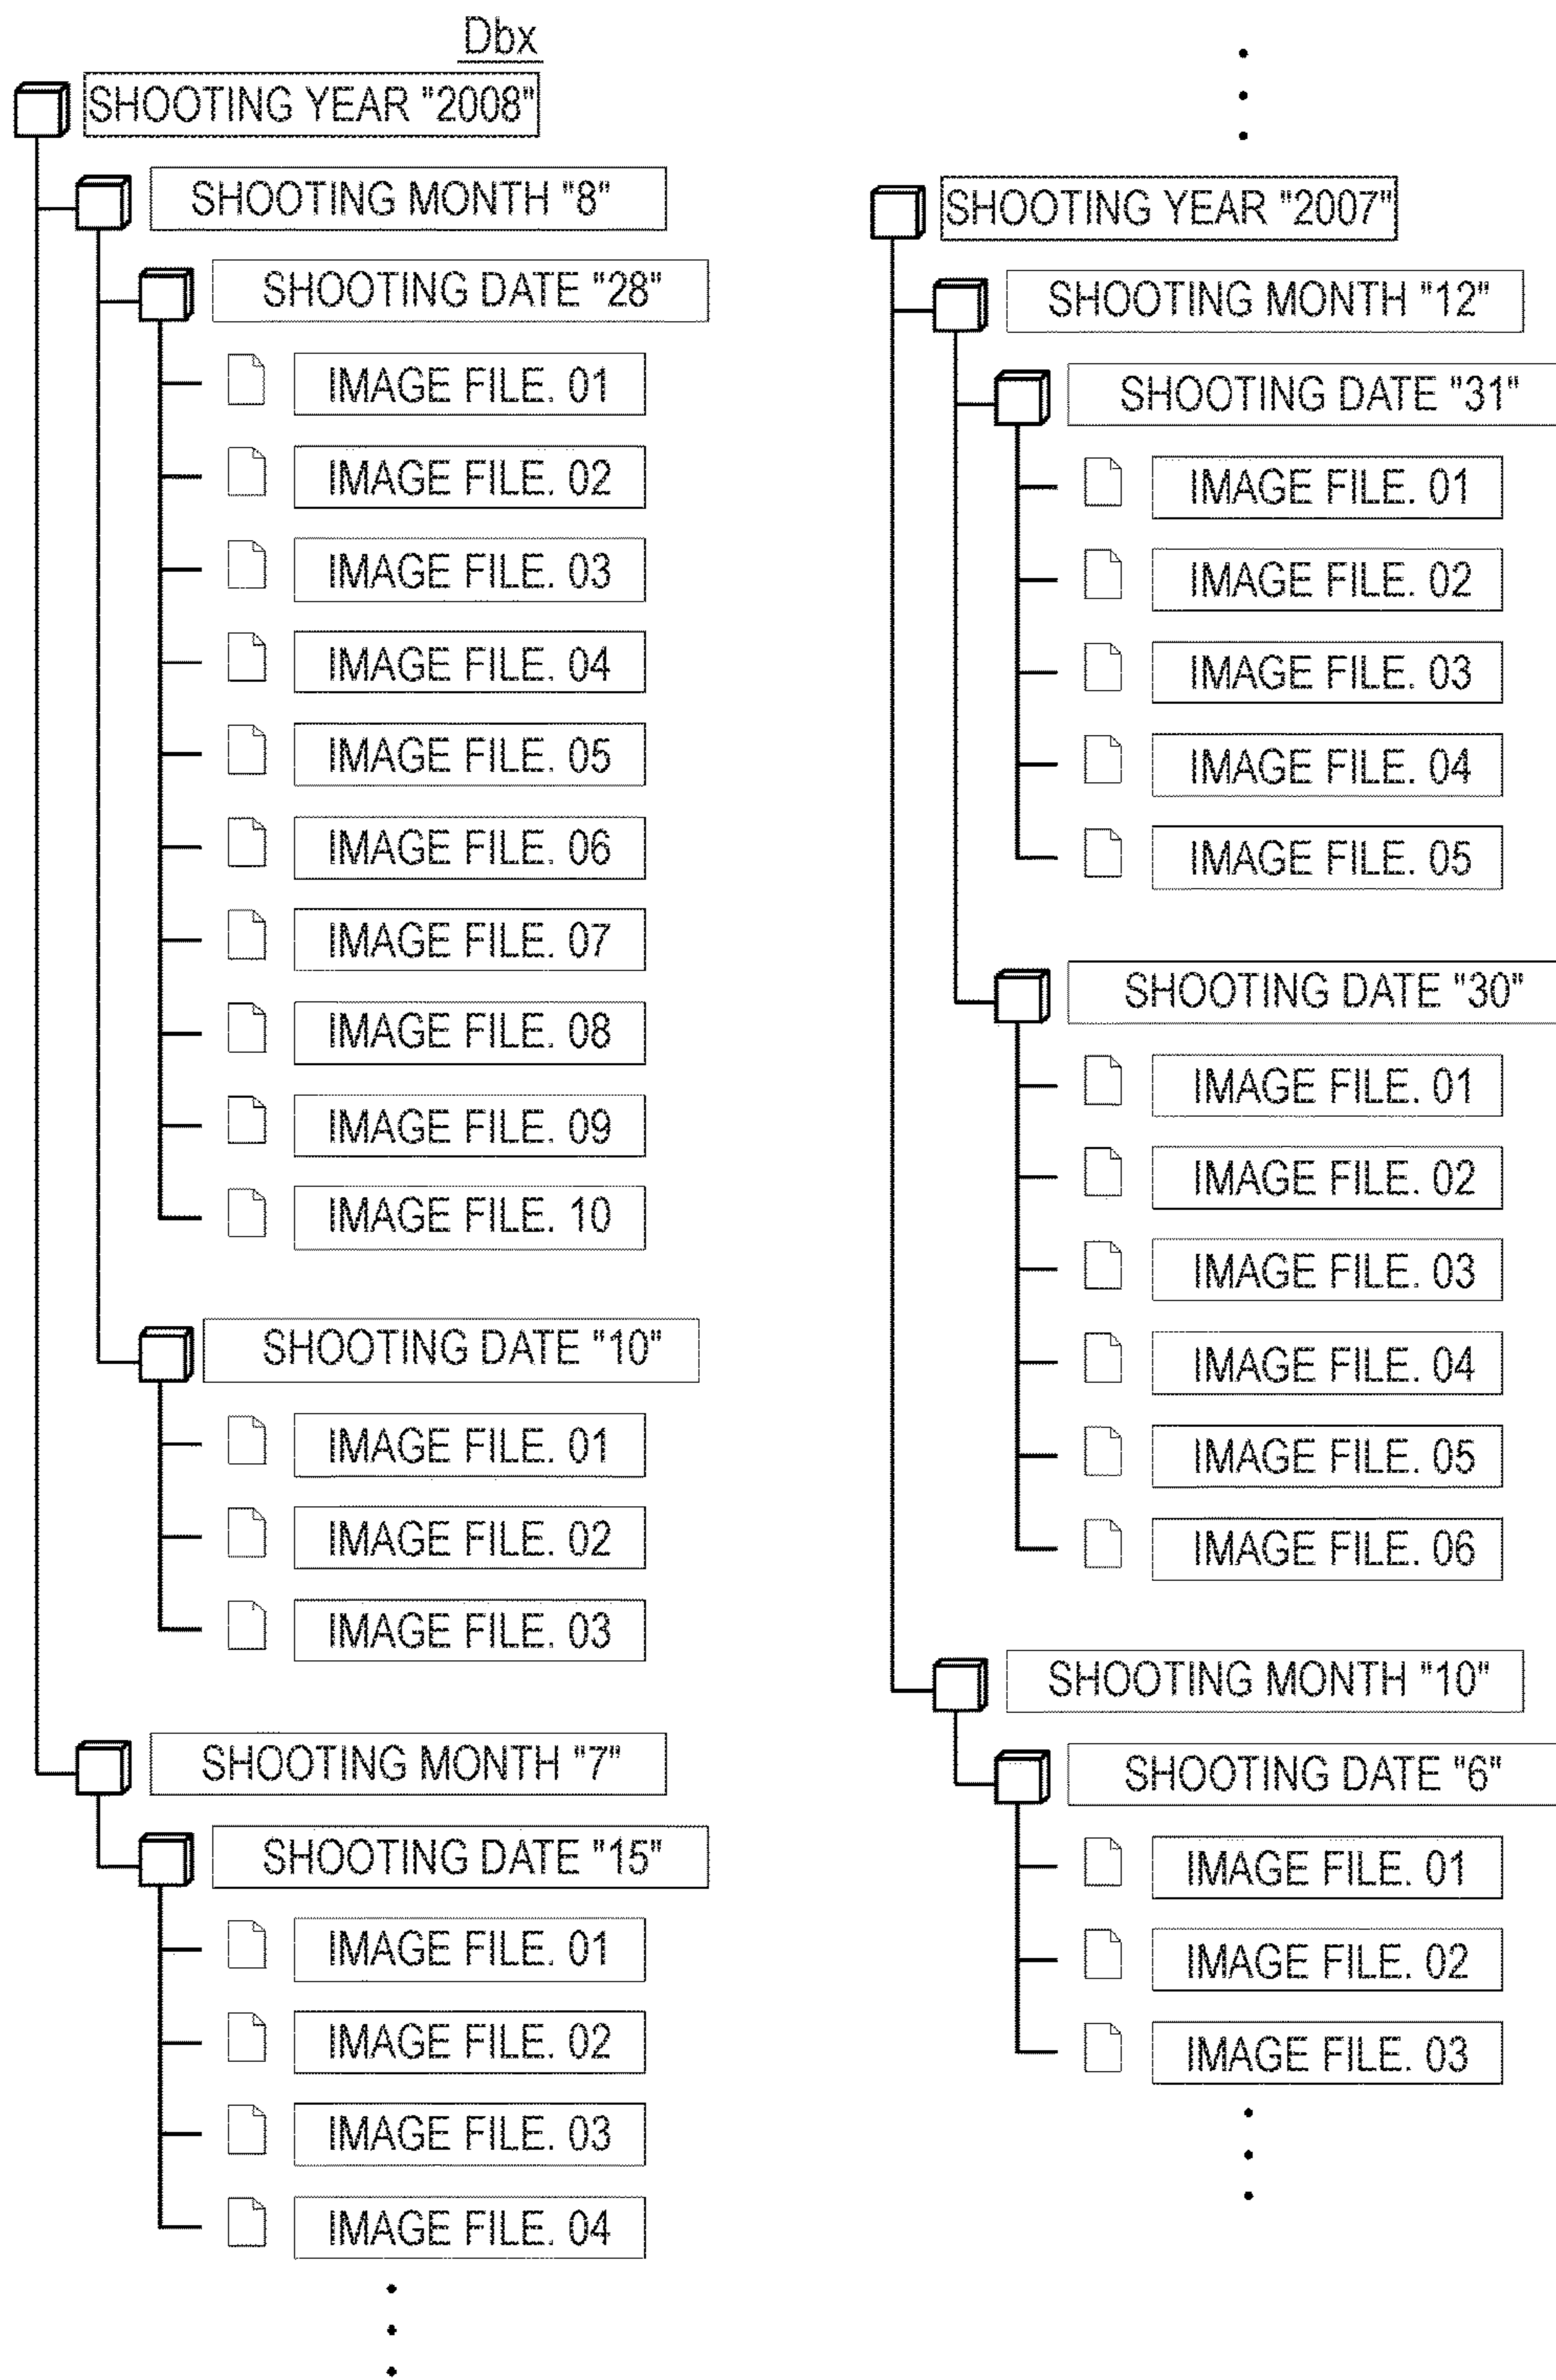 Dbx
SHOOTING YEAR "2008"
SHOOTING MONTH "8"
SHOOTING DATE "28"
IMAGE FILE. 01
IMAGE FILE. 02
IMAGE FILE. 03
IMAGE FILE. 04
IMAGE FILE. 05
IMAGE FILE. 06
IMAGE FILE. 07
IMAGE FILE. 08
IMAGE FILE. 09
IMAGE FILE. 10
SHOOTING DATE "10"
IMAGE FILE. 01
IMAGE FILE. 02
IMAGE FILE. 03
SHOOTING MONTH "7"
SHOOTING DATE "15"
IMAGE FILE. 01
IMAGE FILE. 02
IMAGE FILE. 03
IMAGE FILE. 04
SHOOTING YEAR "2007"
SHOOTING MONTH "12"
SHOOTING DATE "31"
IMAGE FILE. 01
IMAGE FILE. 02
IMAGE FILE. 03
IMAGE FILE. 04
IMAGE FILE. 05
SHOOTING DATE "30"
IMAGE FILE. 01
IMAGE FILE. 02
IMAGE FILE. 03
IMAGE FILE. 04
IMAGE FILE. 05
IMAGE FILE. 06
SHOOTING MONTH "10"
SHOOTING DATE "6"
IMAGE FILE. 01
IMAGE FILE. 02
IMAGE FILE. 03